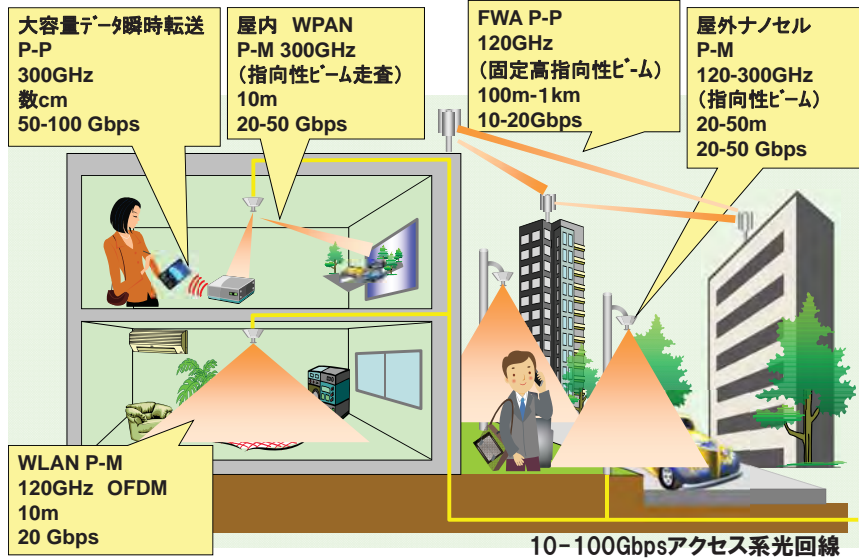 大容量データ瞬時転送
P-P
300GHz
数cm
50-100 Gbps
屋内 WPAN
P-M 300GHz
（指向性ビーム走査）
10m
20-50 Gbps
FWA P-P
120GHz
（固定高指向性ビーム）
100m-1km
10-20Gbps
屋外ナノセル
P-M
120-300GHz
（指向性ビーム）
20-50m
20-50 Gbps
WLAN P-M
120GHz OFDM
10m
20 Gbps
10-100Gbpsアクセス系光回線